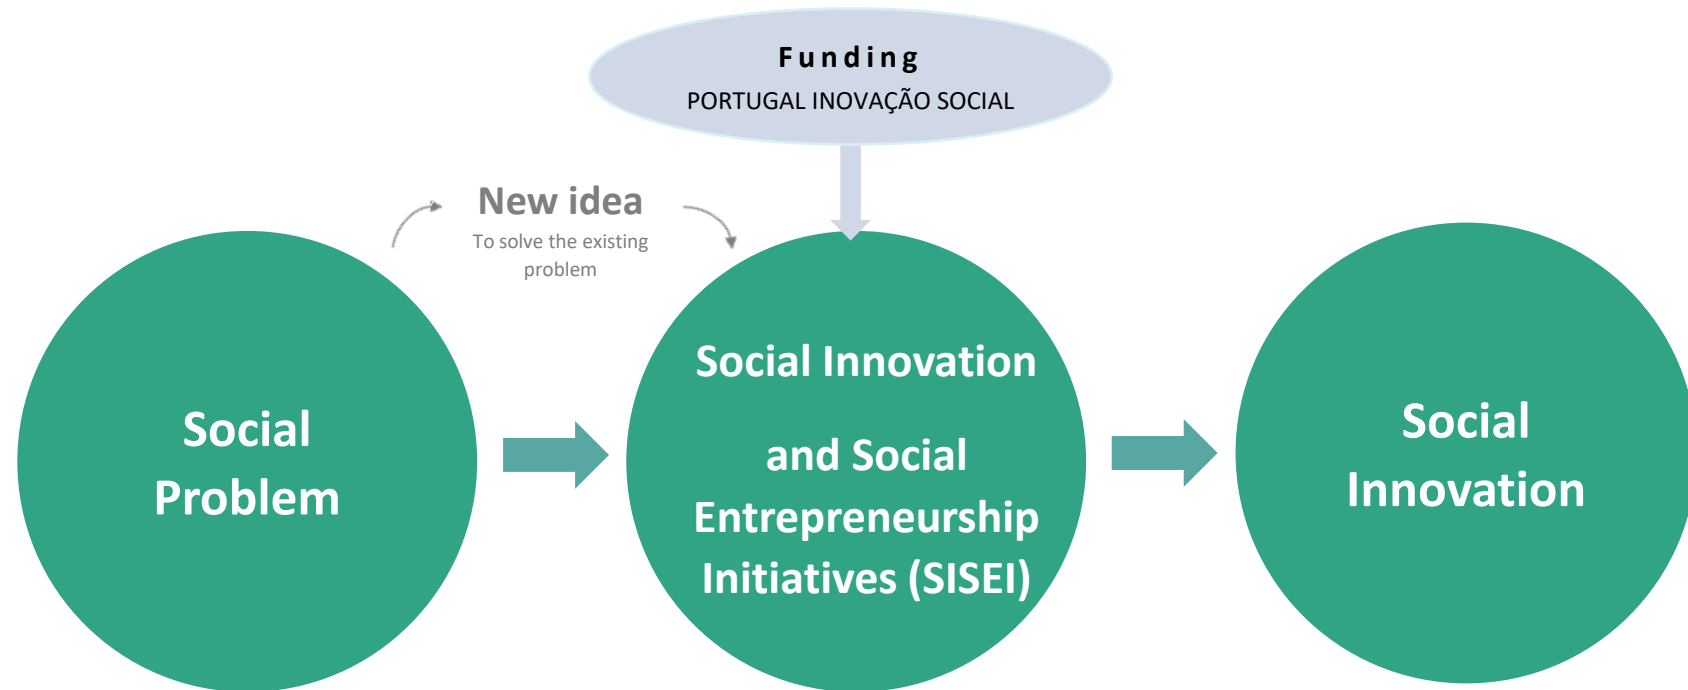 Funding
PORTUGAL INOVAÇÃO SOCIAL
New idea
To solve the existing
problem
Social
Problem
Social Innovation
and Social
Entrepreneurship
Initiatives (SISEI)
Social
Innovation